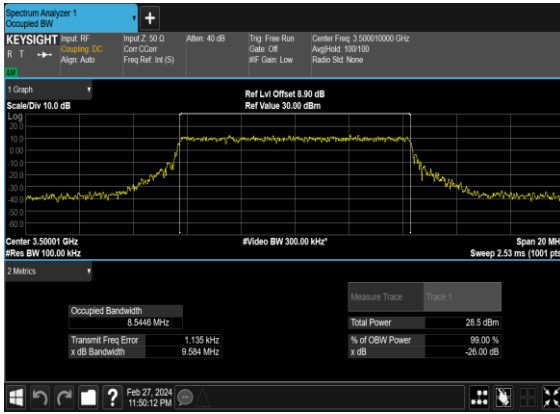 Spectrum Analyzer 1
Occupied BW
+
KEYSIGHT Input: RF Input Z: 50 Ω Atten: 40 dB Trig: Free Run Center Freq: 3.500010000 GHz
R T Coupling: DC Corr CCorr Gate: Off Avg|Hold: 100/100
Align: Auto Freq Ref: Int (S) #IF Gain: Low Radio Std: None
1 Graph
Scale/Div 10.0 dB Ref Lvl Offset 8.90 dB
Ref Value 30.00 dBm
Log
20.0
10.0
0.00
-10.0
-20.0
-30.0
-40.0
-50.0
-60.0
Center 3.50001 GHz #Video BW 300.00 kHz* Span 20 MH
#Res BW 100.00 kHz Sweep 2.53 ms (1001 pts
2 Metrics
Measure Trace Trace 1
Occupied Bandwidth
8.5446 MHz Total Power 28.5 dBm
Transmit Freq Error 1.135 kHz % of OBW Power 99.00 %
x dB Bandwidth 9.584 MHz x dB -26.00 dB
? Feb 27, 2024
11:50:12 PM